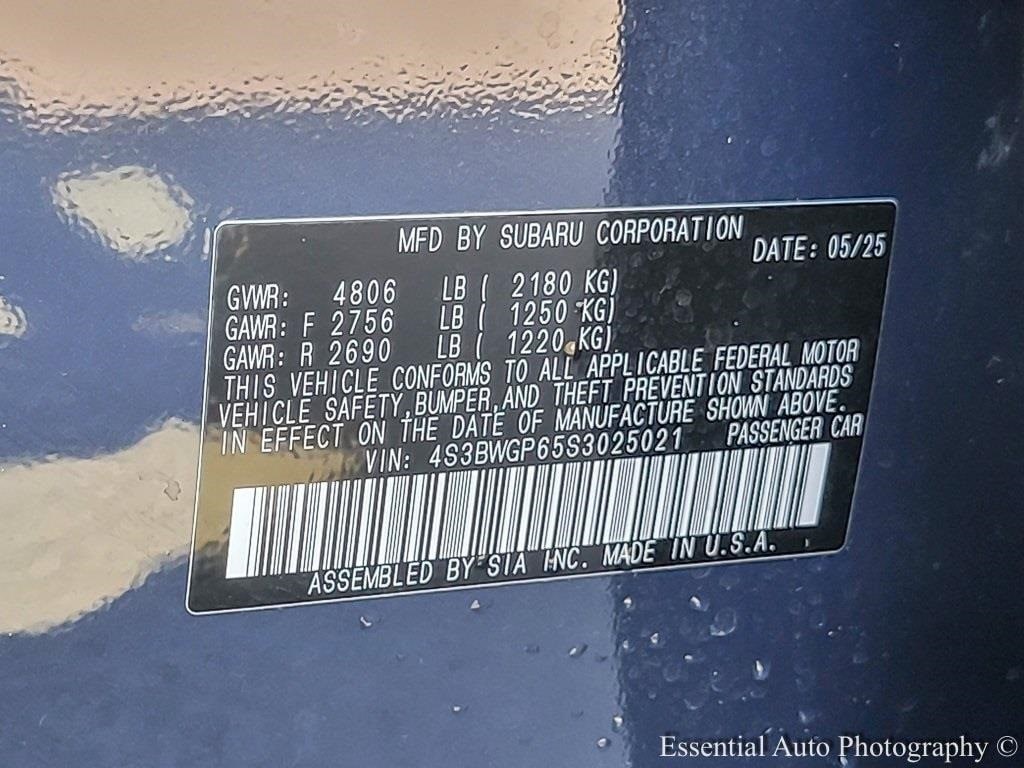 MFD BY SUBARU CORPORATION DATE: 05/25
GVWR: 4806 LB ( 2180 KG)
GAWR: F 2756 LB ( 1250 KG)
GAWR: R 2690 LB ( 1220 KG)
THIS VEHICLE CONFORMS TO ALL APPLICABLE FEDERAL MOTOR
VEHICLE SAFETY, BUMPER, AND THEFT PREVENTION STANDARDS
IN EFFECT ON THE DATE OF MANUFACTURE SHOWN ABOVE.
VIN: 4S3BWGP65S3025021 PASSENGER CAR
ASSEMBLED BY SIA INC. MADE IN U.S.A.
Essential Auto Photography ©